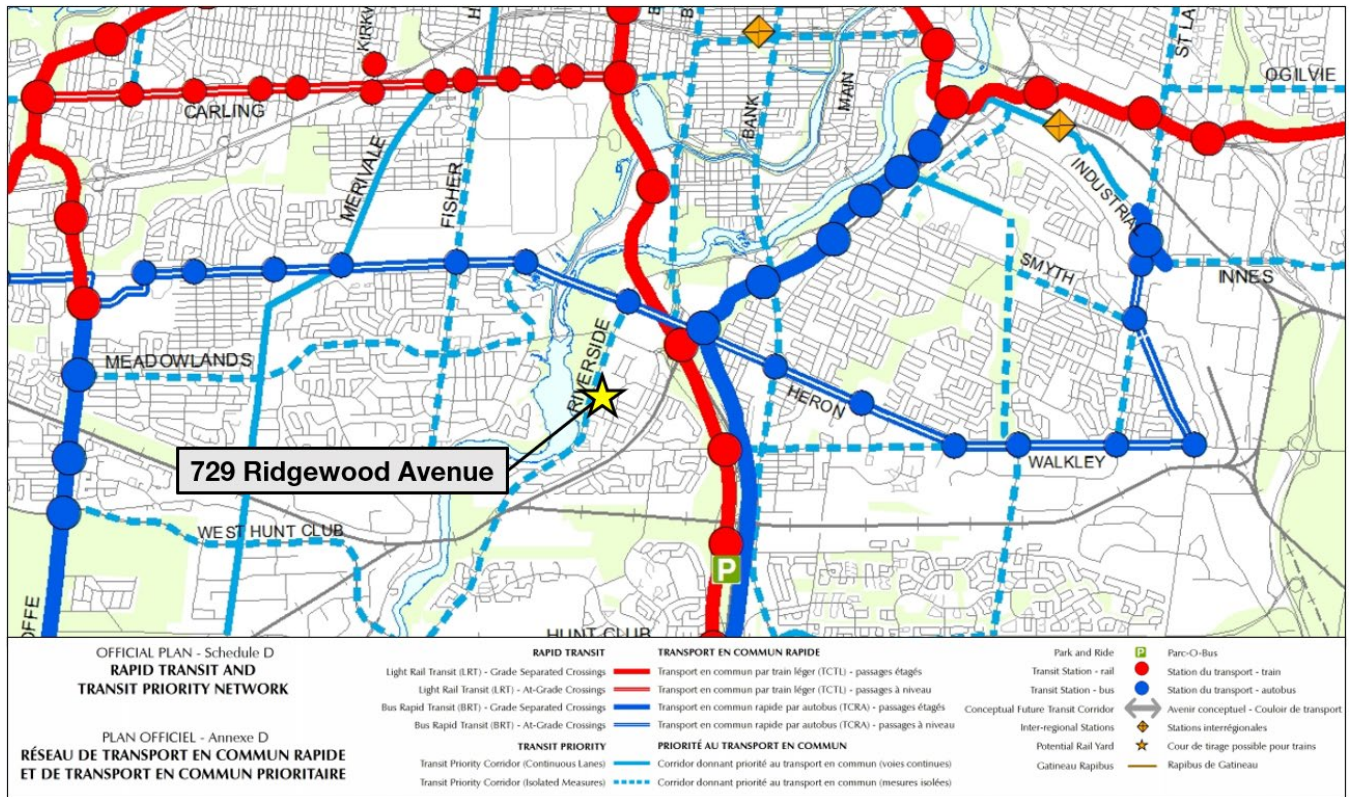 KIRKW
H
B
B
ST LA
OGILVIE
CARLING
MAIN
BANK
MERIVALE
FISHER
INDUSTRIAL
SMYTH
INNES
MEADOWLANDS
RIVERSIDE
HERON
729 Ridgewood Avenue
WALKLEY
WEST HUNT CLUB
P
OFFE
HUNT CLUB
OFFICIAL PLAN - Schedule D
RAPID TRANSIT AND
TRANSIT PRIORITY NETWORK
PLAN OFFICIEL - Annexe D
RÉSEAU DE TRANSPORT EN COMMUN RAPIDE
ET DE TRANSPORT EN COMMUN PRIORITAIRE
RAPID TRANSIT TRANSPORT EN COMMUN RAPIDE
Light Rail Transit (LRT) - Grade Separated Crossings Transport en commun par train léger (TCTL) - passages étagés
Light Rail Transit (LRT) - At-Grade Crossings Transport en commun par train léger (TCTL) - passages à niveau
Bus Rapid Transit (BRT) - Grade Separated Crossings Transport en commun rapide par autobus (TCRA) - passages étagés
Bus Rapid Transit (BRT) - At-Grade Crossings Transport en commun rapide par autobus (TCRA) - passages à niveau
TRANSIT PRIORITY PRIORITÉ AU TRANSPORT EN COMMUN
Transit Priority Corridor (Continuous Lanes) Corridor donnant priorité au transport en commun (voies continues)
Transit Priority Corridor (Isolated Measures) Corridor donnant priorité au transport en commun (mesures isolées)
Park and Ride P Parc-O-Bus
Transit Station - rail Station du transport - train
Transit Station - bus Station du transport - autobus
Conceptual Future Transit Corridor Avenir conceptuel - Couloir de transport
Inter-regional Stations Stations interrégionales
Potential Rail Yard Cour de tirage possible pour trains
Gatineau Rapibus Rapibus de Gatineau